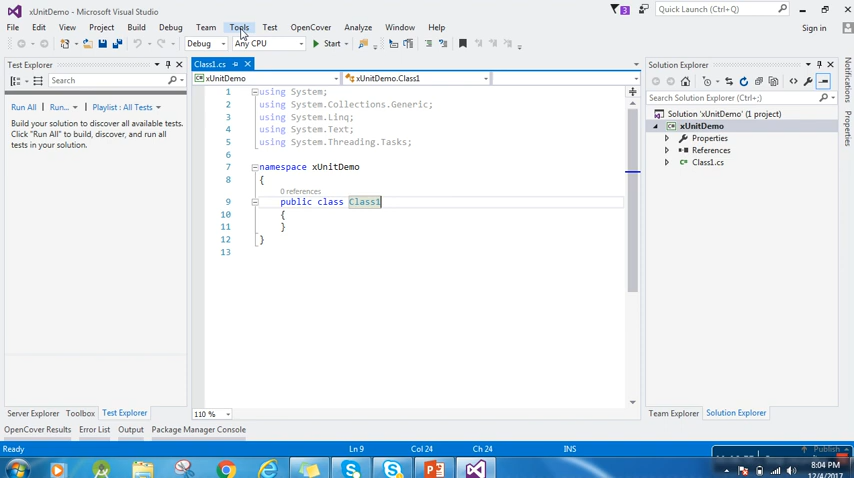 xUnitDemo - Microsoft Visual Studio
3
Quick Launch (Ctrl+Q)
File Edit View Project Build Debug Team Tools Test OpenCover Analyze Window Help
Sign in
Debug Any CPU Start
Test Explorer
Search
Run All Run... Playlist : All Tests
Build your solution to discover all available tests.
Click "Run All" to build, discover, and run all
tests in your solution.
Class1.cs
xUnitDemo xUnitDemo.Class1
1 using System;
2 using System.Collections.Generic;
3 using System.Linq;
4 using System.Text;
5 using System.Threading.Tasks;
6
7 namespace xUnitDemo
8 {
0 references
9 public class Class1
10 {
11 }
12 }
13
110 %
Solution Explorer
Search Solution Explorer (Ctrl+;)
Solution 'xUnitDemo' (1 project)
xUnitDemo
Properties
References
Class1.cs
Notifications
Properties
Server Explorer Toolbox Test Explorer
Team Explorer Solution Explorer
OpenCover Results Error List Output Package Manager Console
Ready Ln 9 Col 24 Ch 24 INS Publish
8:04 PM
12/4/2017